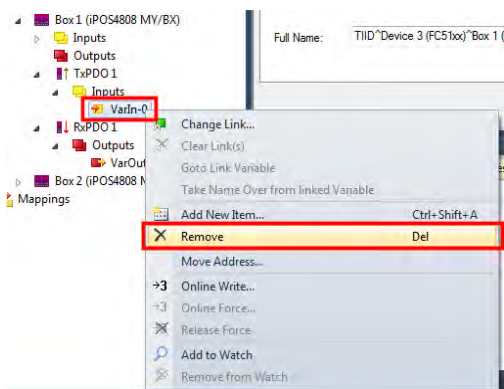 Box 1 (iPOS4808 MY/BX)
Inputs
Outputs
TxPDO 1
Inputs
VarIn-0
RxPDO 1
Outputs
VarOut
Box 2 (iPOS4808 M
Mappings
Full Name: TIID^Device 3 (FC51xx)^Box 1 (
Change Link...
Clear Link(s)
Goto Link Variable
Take Name Over from linked Variable
Add New Item... Ctrl+Shift+A
Remove Del
Move Address...
Online Write...
Online Force...
Release Force
Add to Watch
Remove from Watch